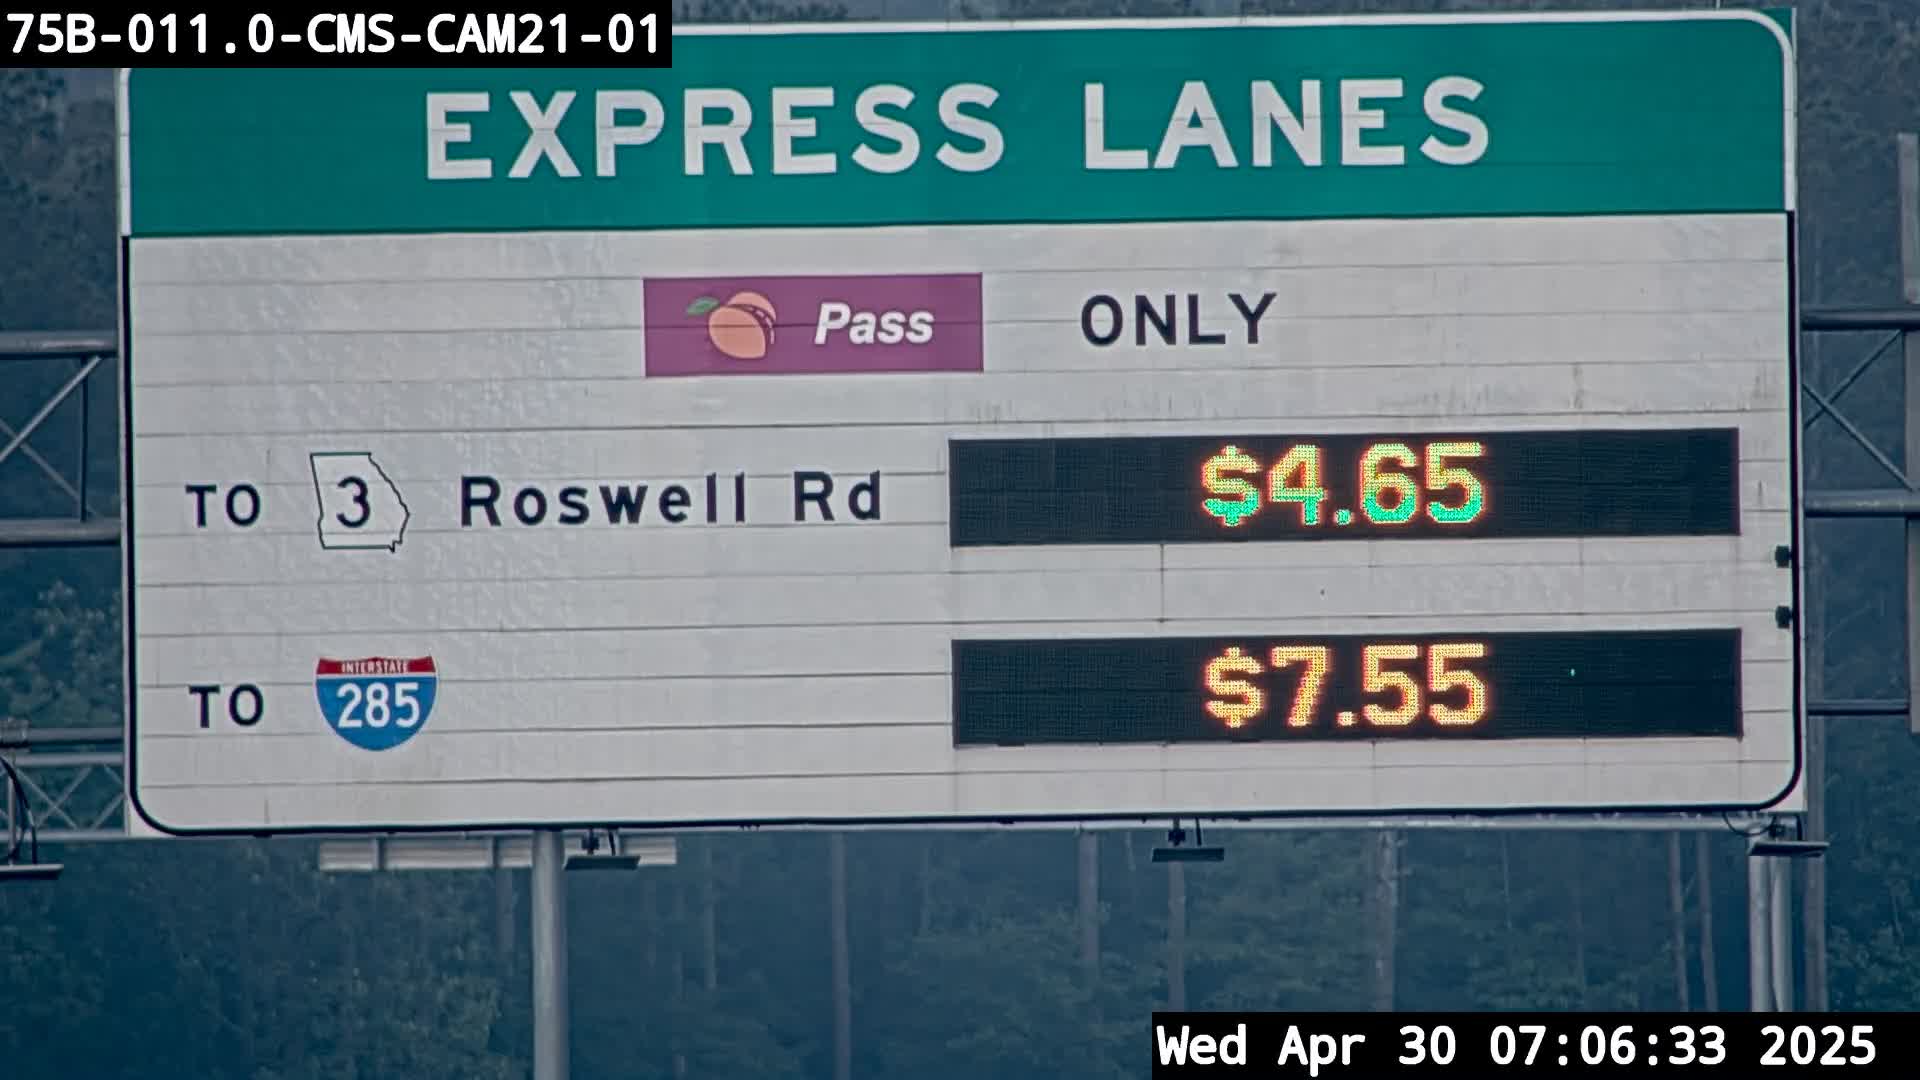 75B-011.0-CMS-CAM21-01
EXPRESS LANES
Pass ONLY
TO 3 Roswell Rd $4.65
INTERSTATE
TO 285 $7.55
Wed Apr 30 07:06:33 2025